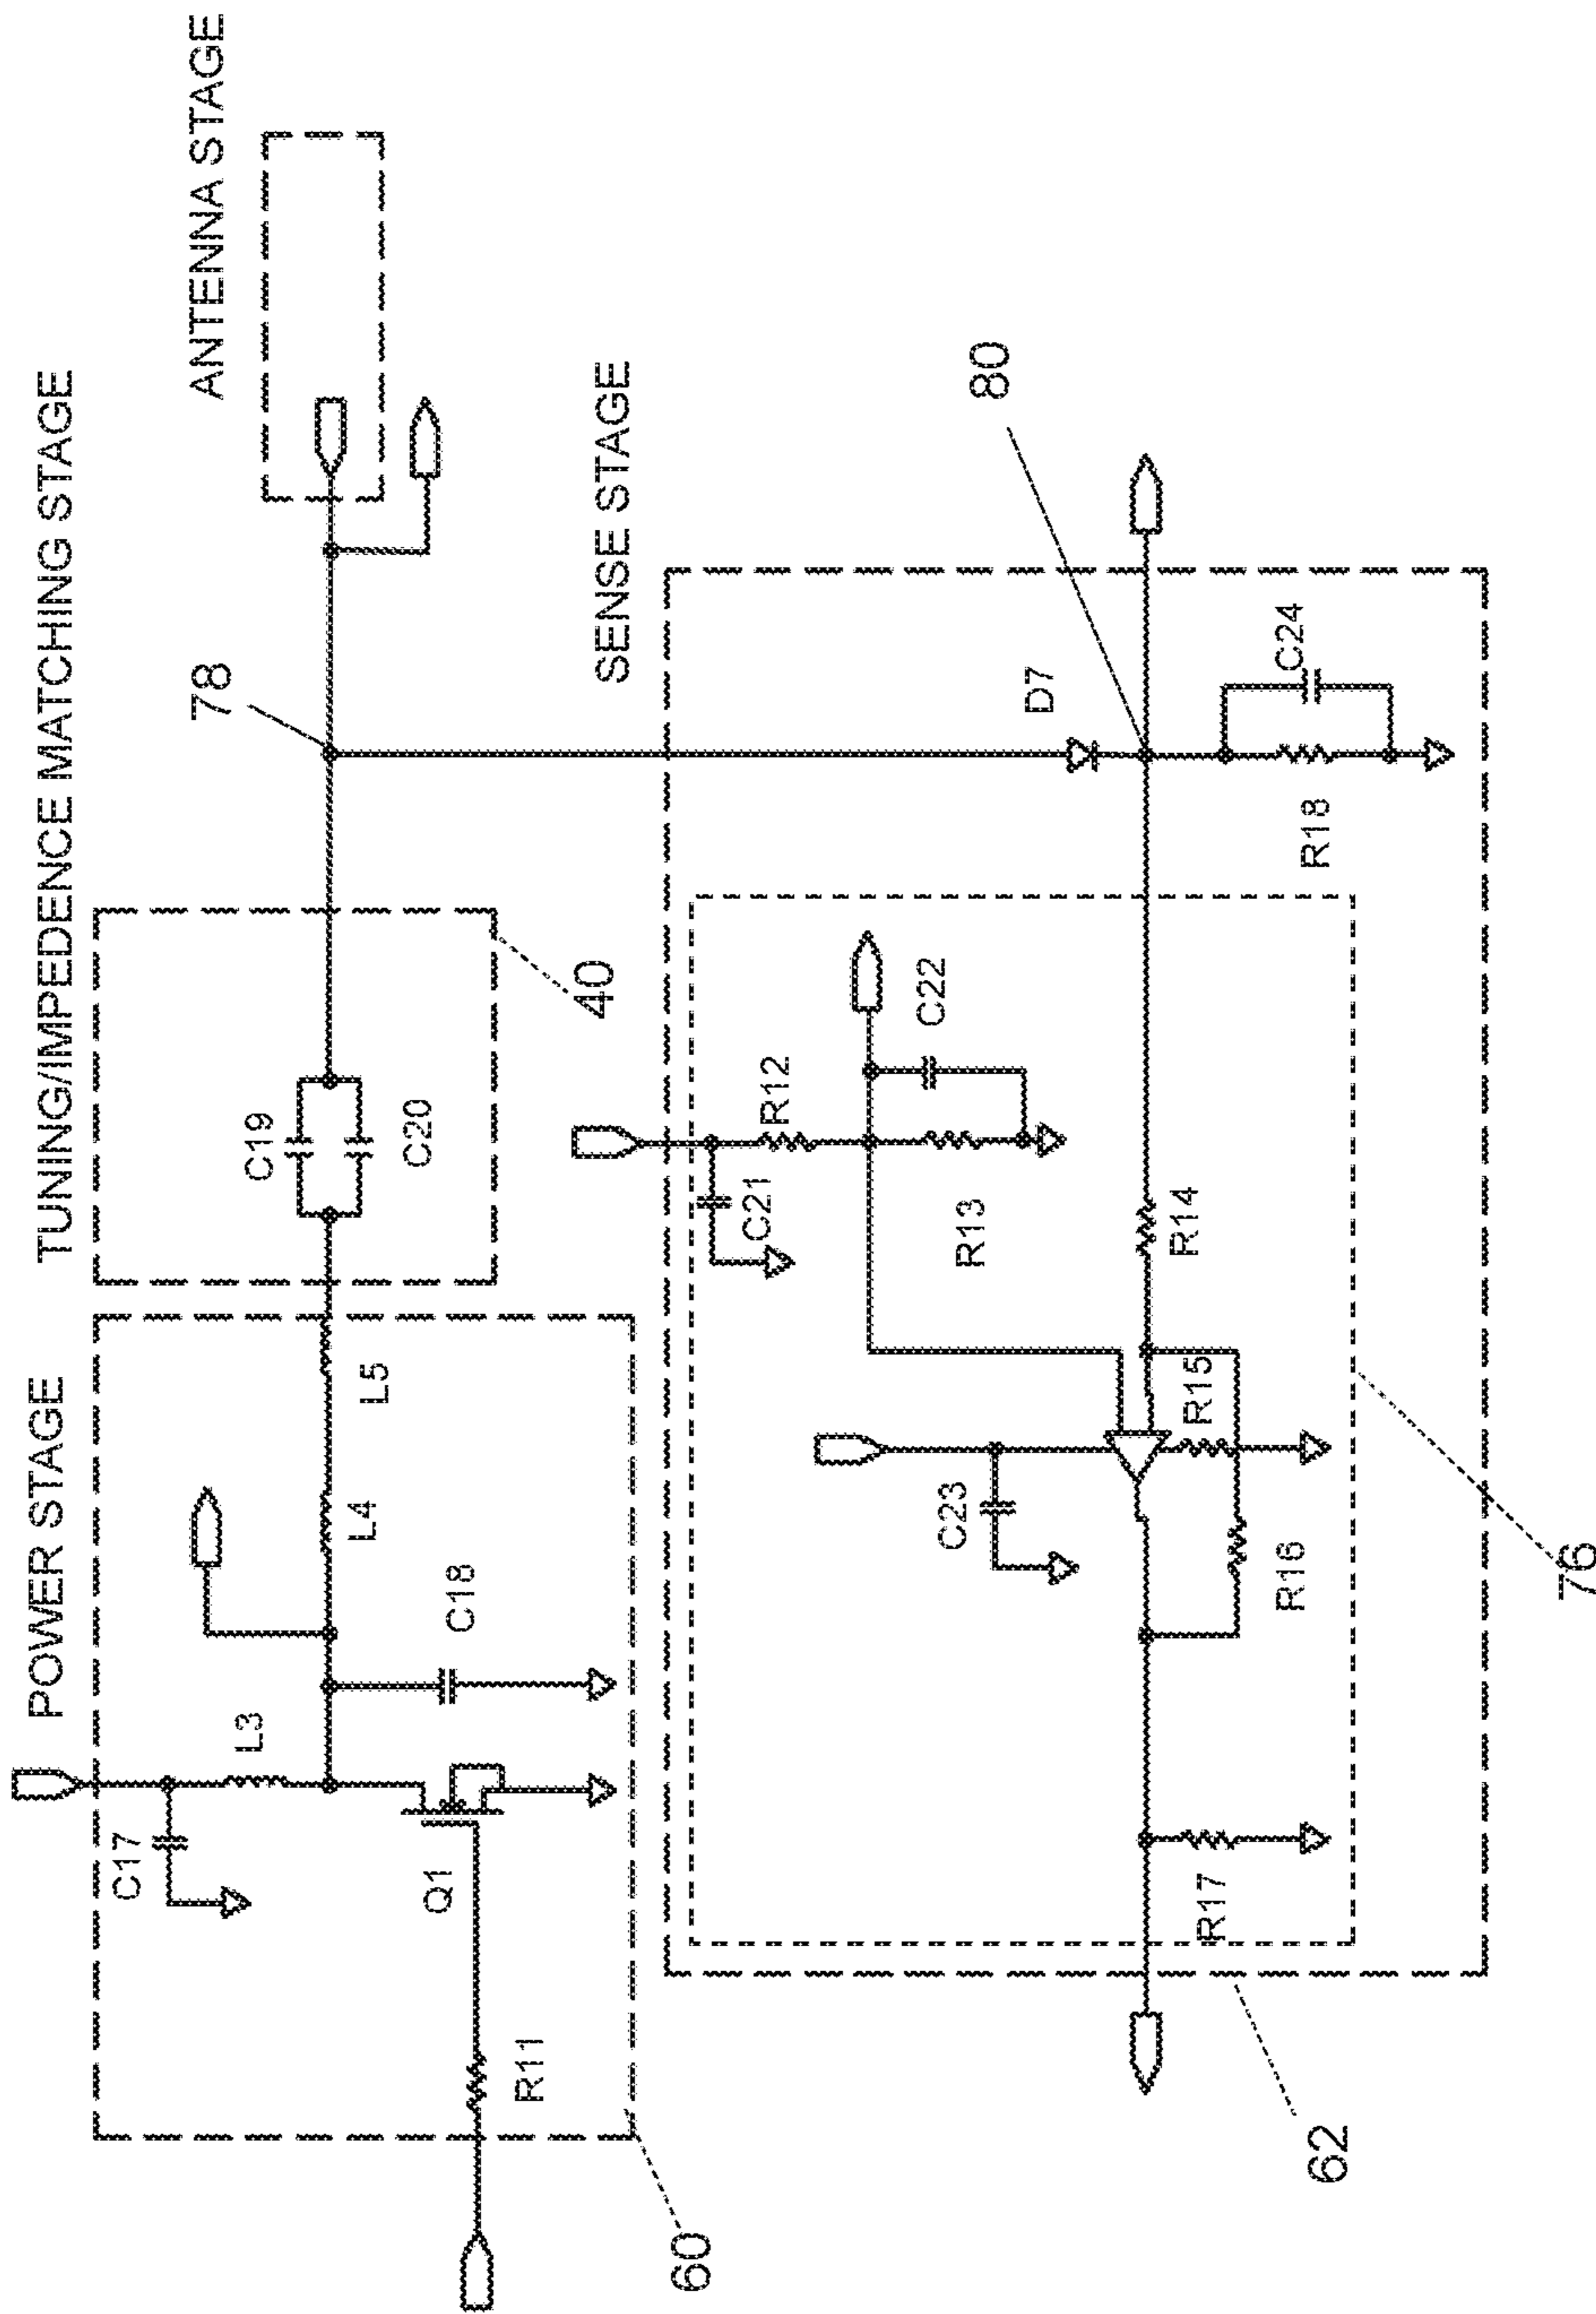 POWER STAGE
TUNING/IMPEDENCE MATCHING STAGE
ANTENNA STAGE
C17
L3
C19
78
Q1
C18
L4
L5
C20
R11
40
60
SENSE STAGE
C21
R12
C22
C23
R13
D7
80
R14
R15
R17
R16
R18
C24
62
76